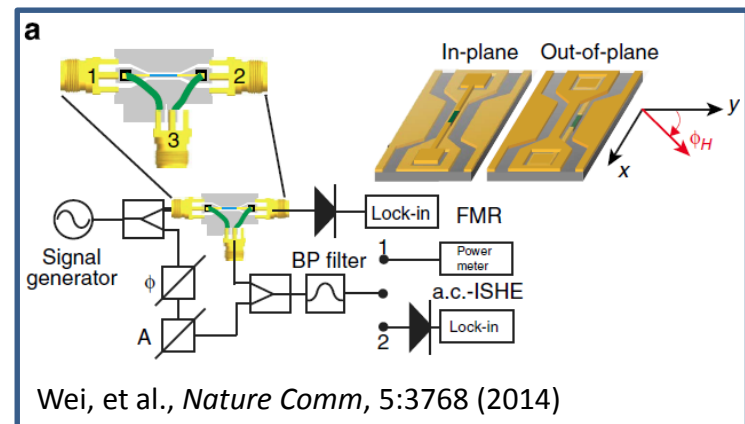 a
1
2
3
In-plane Out-of-plane
y
x
ϕH
Signal
generator
ϕ
A
BP filter
Lock-in
FMR
1
Power
meter
a.c.-ISHE
2
Lock-in
Wei, et al., Nature Comm, 5:3768 (2014)